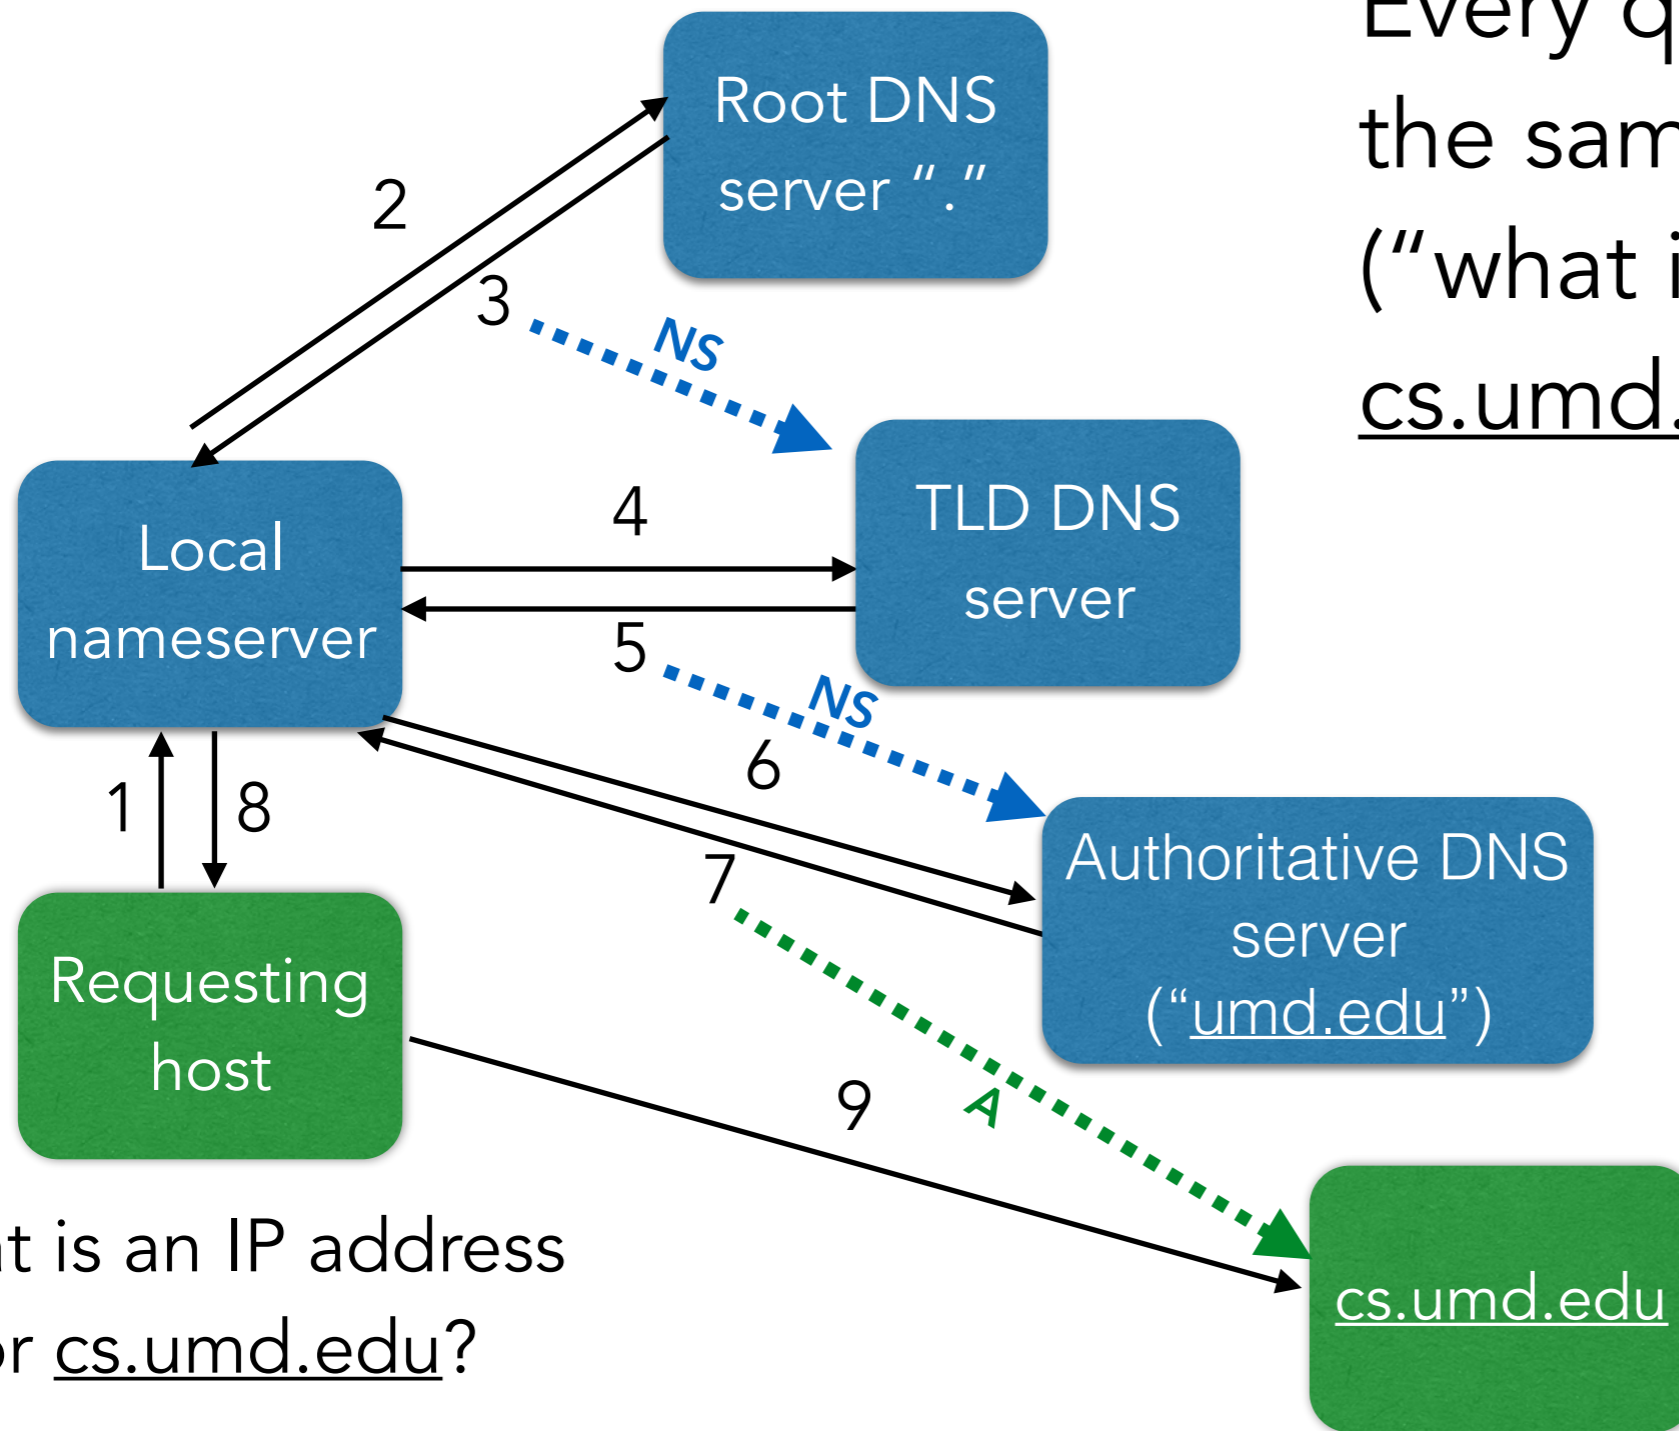 Root DNS
server “.”
Every q
the sam
(“what i
cs.umd.
2
3
NS
Local
nameserver
4
TLD DNS
server
5
NS
6
1
8
7
Authoritative DNS
server
(“umd.edu”)
Requesting
host
9
A
at is an IP address
or cs.umd.edu?
cs.umd.edu